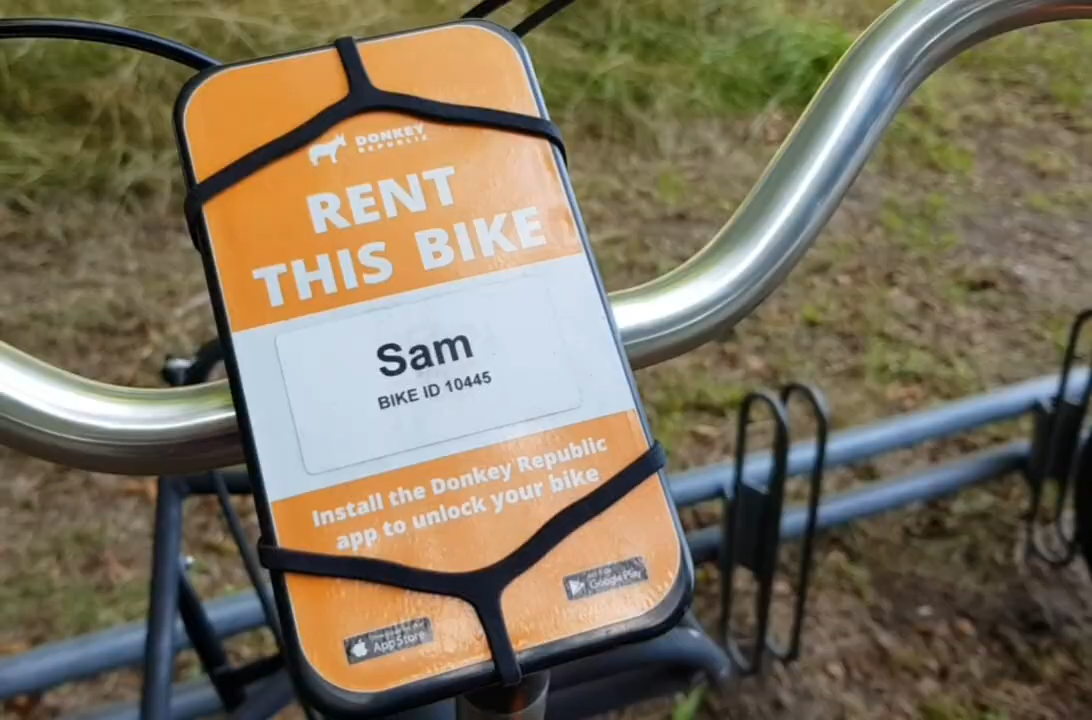 DONKEY
REPUBLIC
RENT
THIS BIKE
Sam
BIKE ID 10445
Install the Donkey Republic
app to unlock your bike
Google Play
App Store